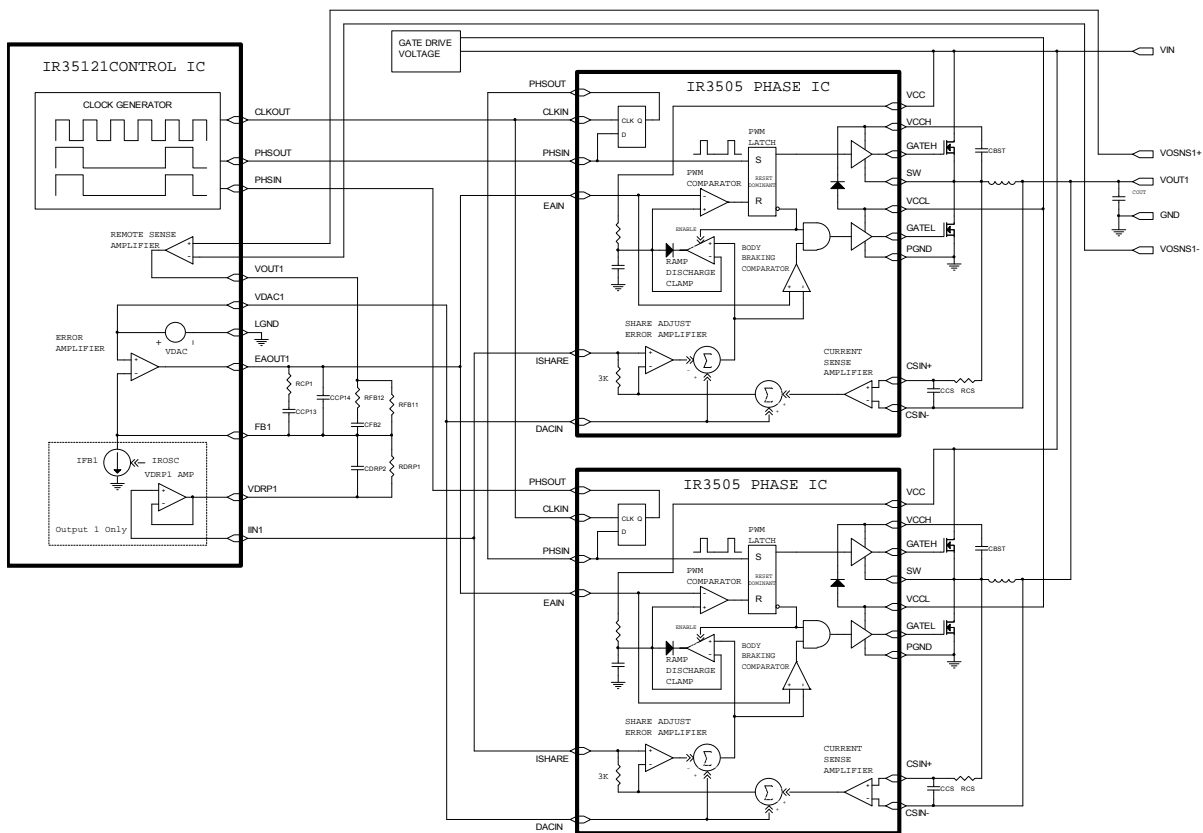 IR35121CONTROL IC
CLOCK GENERATOR
CLKOUT
PHSOUT
PHSIN
REMOTE SENSE
AMPLIFIER
VOUT1
VDAC1
LGND
VDAC
ERROR
AMPLIFIER
EAOUT1
RCP1
CCP13
CCP14
RFB12
RFB11
CFB2
FB1
IFB1
IROSC
VDRP1 AMP
CDRP2
RDRP1
VDRP1
Output 1 Only
IIN1
GATE DRIVE
VOLTAGE
IR3505 PHASE IC
PHSOUT
CLKIN
PHSIN
EAIN
ISHARE
DACIN
CLK Q
D
PWM
LATCH
S
RESET
DOMINANT
R
PWM
COMPARATOR
ENABLE
RAMP
DISCHARGE
CLAMP
BODY
BRAKING
COMPARATOR
SHARE ADJUST
ERROR AMPLIFIER
3K
CURRENT
SENSE
AMPLIFIER
VCC
VCCH
GATEH
CBST
SW
VCCL
GATEL
PGND
CSIN+
CCS
RCS
CSIN-
VIN
VOSNS1+
VOUT1
COUT
GND
VOSNS1-
IR3505 PHASE IC
PHSOUT
CLKIN
PHSIN
EAIN
ISHARE
DACIN
CLK Q
D
PWM
LATCH
S
RESET
DOMINANT
R
PWM
COMPARATOR
ENABLE
RAMP
DISCHARGE
CLAMP
BODY
BRAKING
COMPARATOR
SHARE ADJUST
ERROR AMPLIFIER
3K
CURRENT
SENSE
AMPLIFIER
VCC
VCCH
GATEH
CBST
SW
VCCL
GATEL
PGND
CSIN+
CCS
RCS
CSIN-